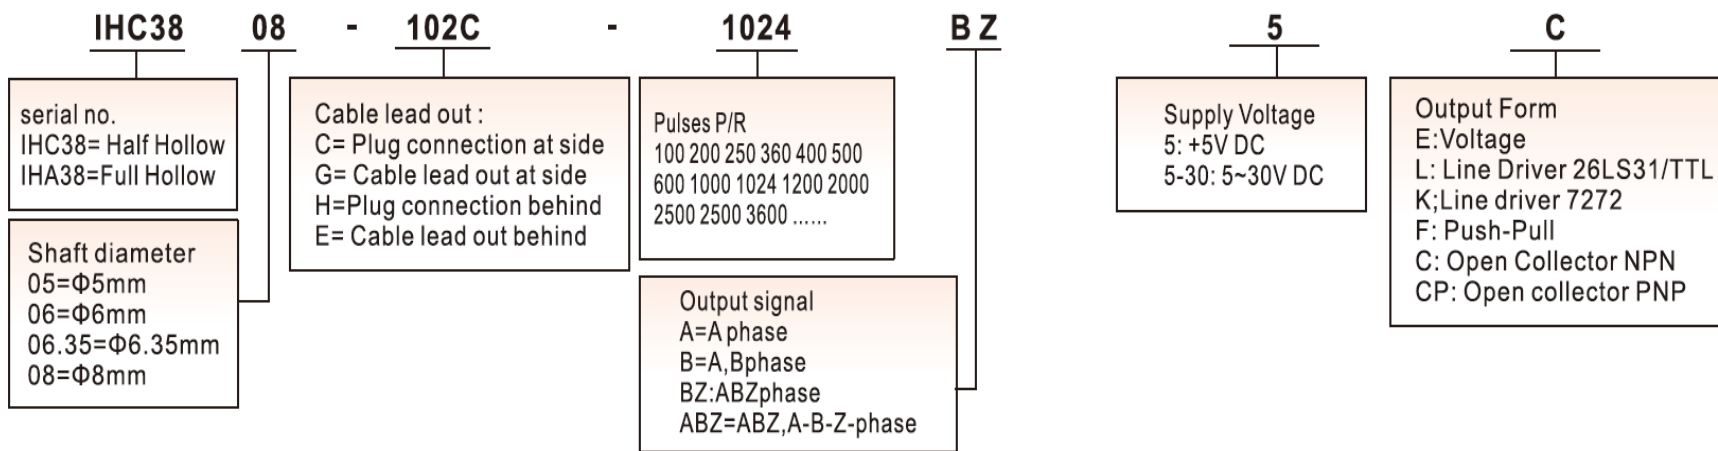 IHC38 08 - 102C - 1024 BZ 5 C
serial no.
IHC38= Half Hollow
IHA38=Full Hollow
Shaft diameter
05=Φ5mm
06=Φ6mm
06.35=Φ6.35mm
08=Φ8mm
Cable lead out :
C= Plug connection at side
G= Cable lead out at side
H=Plug connection behind
E= Cable lead out behind
Pulses P/R
100 200 250 360 400 500
600 1000 1024 1200 2000
2500 2500 3600 ......
Output signal
A=A phase
B=A,Bphase
BZ:ABZphase
ABZ=ABZ,A-B-Z-phase
Supply Voltage
5: +5V DC
5-30: 5~30V DC
Output Form
E:Voltage
L: Line Driver 26LS31/TTL
K;Line driver 7272
F: Push-Pull
C: Open Collector NPN
CP: Open collector PNP